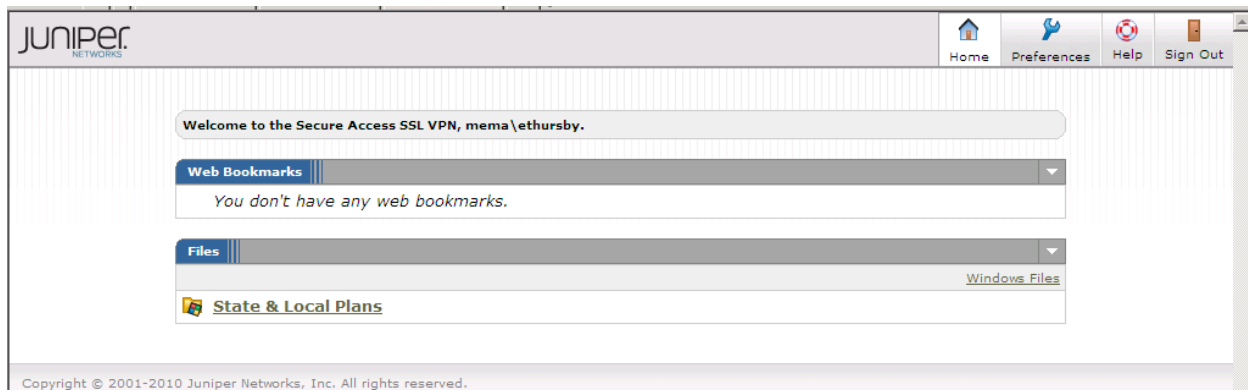 JUNIPER
NETWORKS
Home Preferences Help Sign Out
Welcome to the Secure Access SSL VPN, mema\ethursby.
Web Bookmarks
You don't have any web bookmarks.
Files
Windows Files
State & Local Plans
Copyright © 2001-2010 Juniper Networks, Inc. All rights reserved.